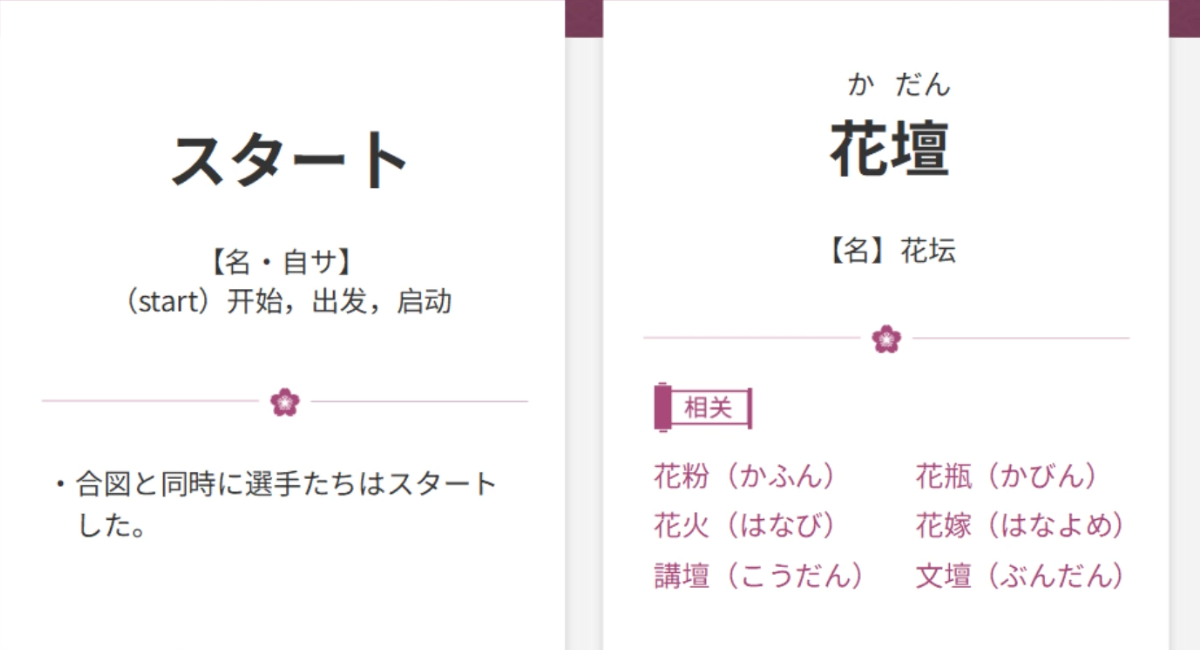 スタート
【名・自サ】
（start）开始，出发，启动
・合図と同時に選手たちはスタート
した。
か だん
花壇
【名】花坛
相关
花粉（かふん） 花瓶（かびん）
花火（はなび） 花嫁（はなよめ）
講壇（こうだん） 文壇（ぶんだん）